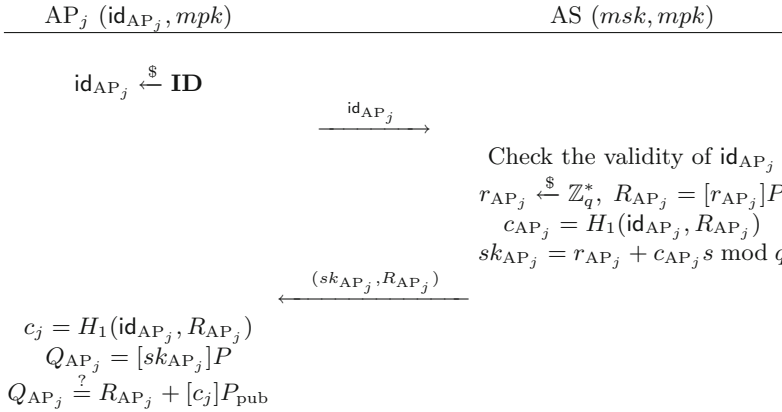 AP_j (id_{AP_j}, mpk) AS (msk, mpk)
id_{AP_j} ←$ ID
id_{AP_j}
Check the validity of id_{AP_j}
r_{AP_j} ←$ ℤ_q^*, R_{AP_j} = [r_{AP_j}]P
c_{AP_j} = H_1(id_{AP_j}, R_{AP_j})
sk_{AP_j} = r_{AP_j} + c_{AP_j}s mod q
(sk_{AP_j}, R_{AP_j})
c_j = H_1(id_{AP_j}, R_{AP_j})
Q_{AP_j} = [sk_{AP_j}]P
Q_{AP_j} =? R_{AP_j} + [c_j]P_{pub}